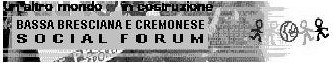 un altro mondo e' in costruzione
BASSA BRESCIANA E CREMONESE
SOCIAL FORUM